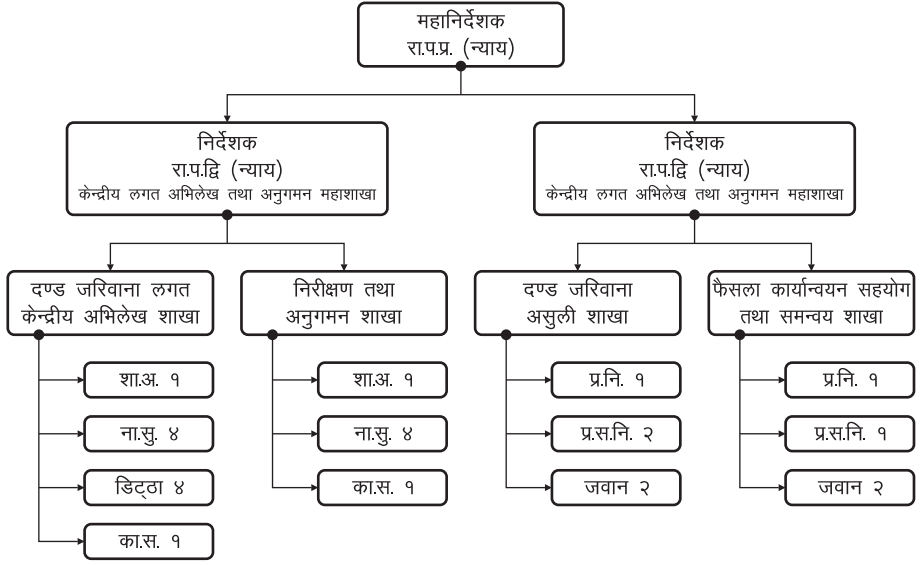 महानिर्देशक
रा.प.प्र. (न्याय)
निर्देशक
रा.प.द्वि (न्याय)
केन्द्रीय लगत अभिलेख तथा अनुगमन महाशाखा
निर्देशक
रा.प.द्वि (न्याय)
केन्द्रीय लगत अभिलेख तथा अनुगमन महाशाखा
दण्ड जरिवाना लगत
केन्द्रीय अभिलेख शाखा
शा.अ. १
ना.सु. ४
डिट्ठा ४
का.स. १
निरीक्षण तथा
अनुगमन शाखा
शा.अ. १
ना.सु. ४
का.स. १
दण्ड जरिवाना
असुली शाखा
प्र.नि. १
प्र.स.नि. २
जवान २
फैसला कार्यान्वयन सहयोग
तथा समन्वय शाखा
प्र.नि. १
प्र.स.नि. १
जवान २